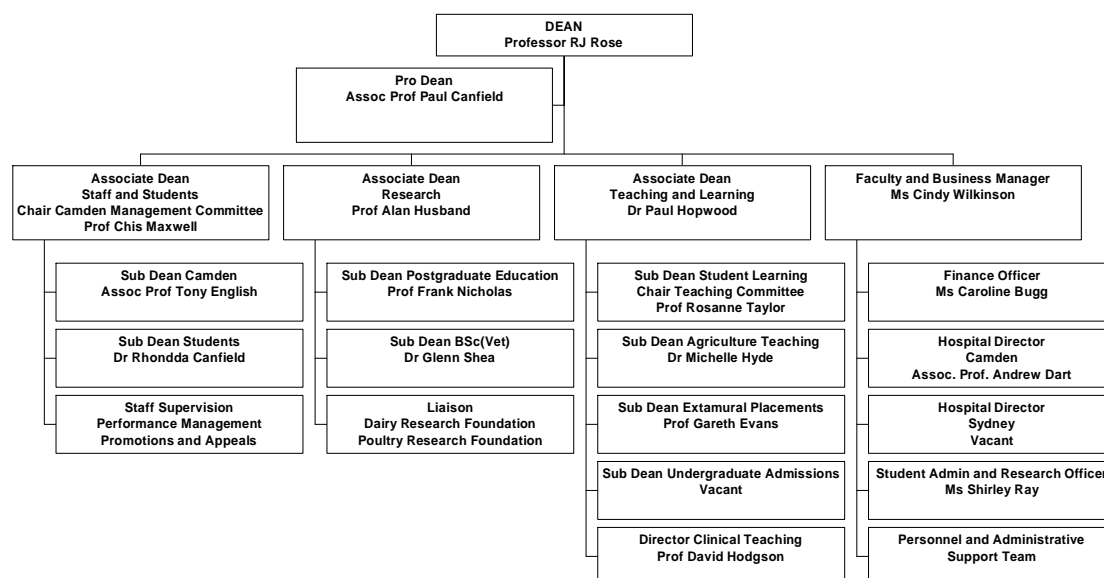 DEAN
Professor RJ Rose
Pro Dean
Assoc Prof Paul Canfield
Associate Dean
Staff and Students
Chair Camden Management Committee
Prof Chis Maxwell
Associate Dean
Research
Prof Alan Husband
Associate Dean
Teaching and Learning
Dr Paul Hopwood
Faculty and Business Manager
Ms Cindy Wilkinson
Sub Dean Camden
Assoc Prof Tony English
Sub Dean Students
Dr Rhondda Canfield
Staff Supervision
Performance Management
Promotions and Appeals
Sub Dean Postgraduate Education
Prof Frank Nicholas
Sub Dean BSc(Vet)
Dr Glenn Shea
Liaison
Dairy Research Foundation
Poultry Research Foundation
Sub Dean Student Learning
Chair Teaching Committee
Prof Rosanne Taylor
Sub Dean Agriculture Teaching
Dr Michelle Hyde
Sub Dean Extamural Placements
Prof Gareth Evans
Sub Dean Undergraduate Admissions
Vacant
Director Clinical Teaching
Prof David Hodgson
Finance Officer
Ms Caroline Bugg
Hospital Director
Camden
Assoc. Prof. Andrew Dart
Hospital Director
Sydney
Vacant
Student Admin and Research Officer
Ms Shirley Ray
Personnel and Administrative
Support Team